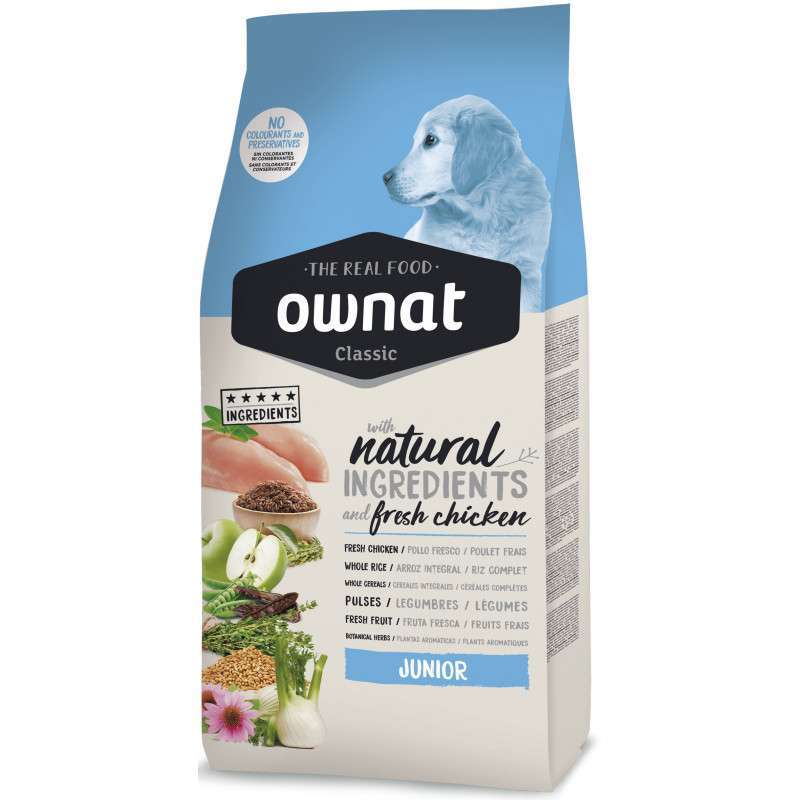 NO
COLOURANTS AND
PRESERVATIVES
SIN COLORANTES
NI CONSERVANTES
SANS COLORANTS ET
CONSERVATEURS
· THE REAL FOOD ·
ownat
Classic
★★★★★
INGREDIENTS
with
natural
INGREDIENTS
and fresh chicken
FRESH CHICKEN / POLLO FRESCO / POULET FRAIS
WHOLE RICE / ARROZ INTEGRAL / RIZ COMPLET
WHOLE CEREALS / CEREALES INTEGRALES / CÉRÉALES COMPLÈTES
PULSES / LEGUMBRES / LÉGUMES
FRESH FRUIT / FRUTA FRESCA / FRUITS FRAIS
BOTANICAL HERBS / PLANTAS AROMATICAS / PLANTS AROMATIQUES
JUNIOR